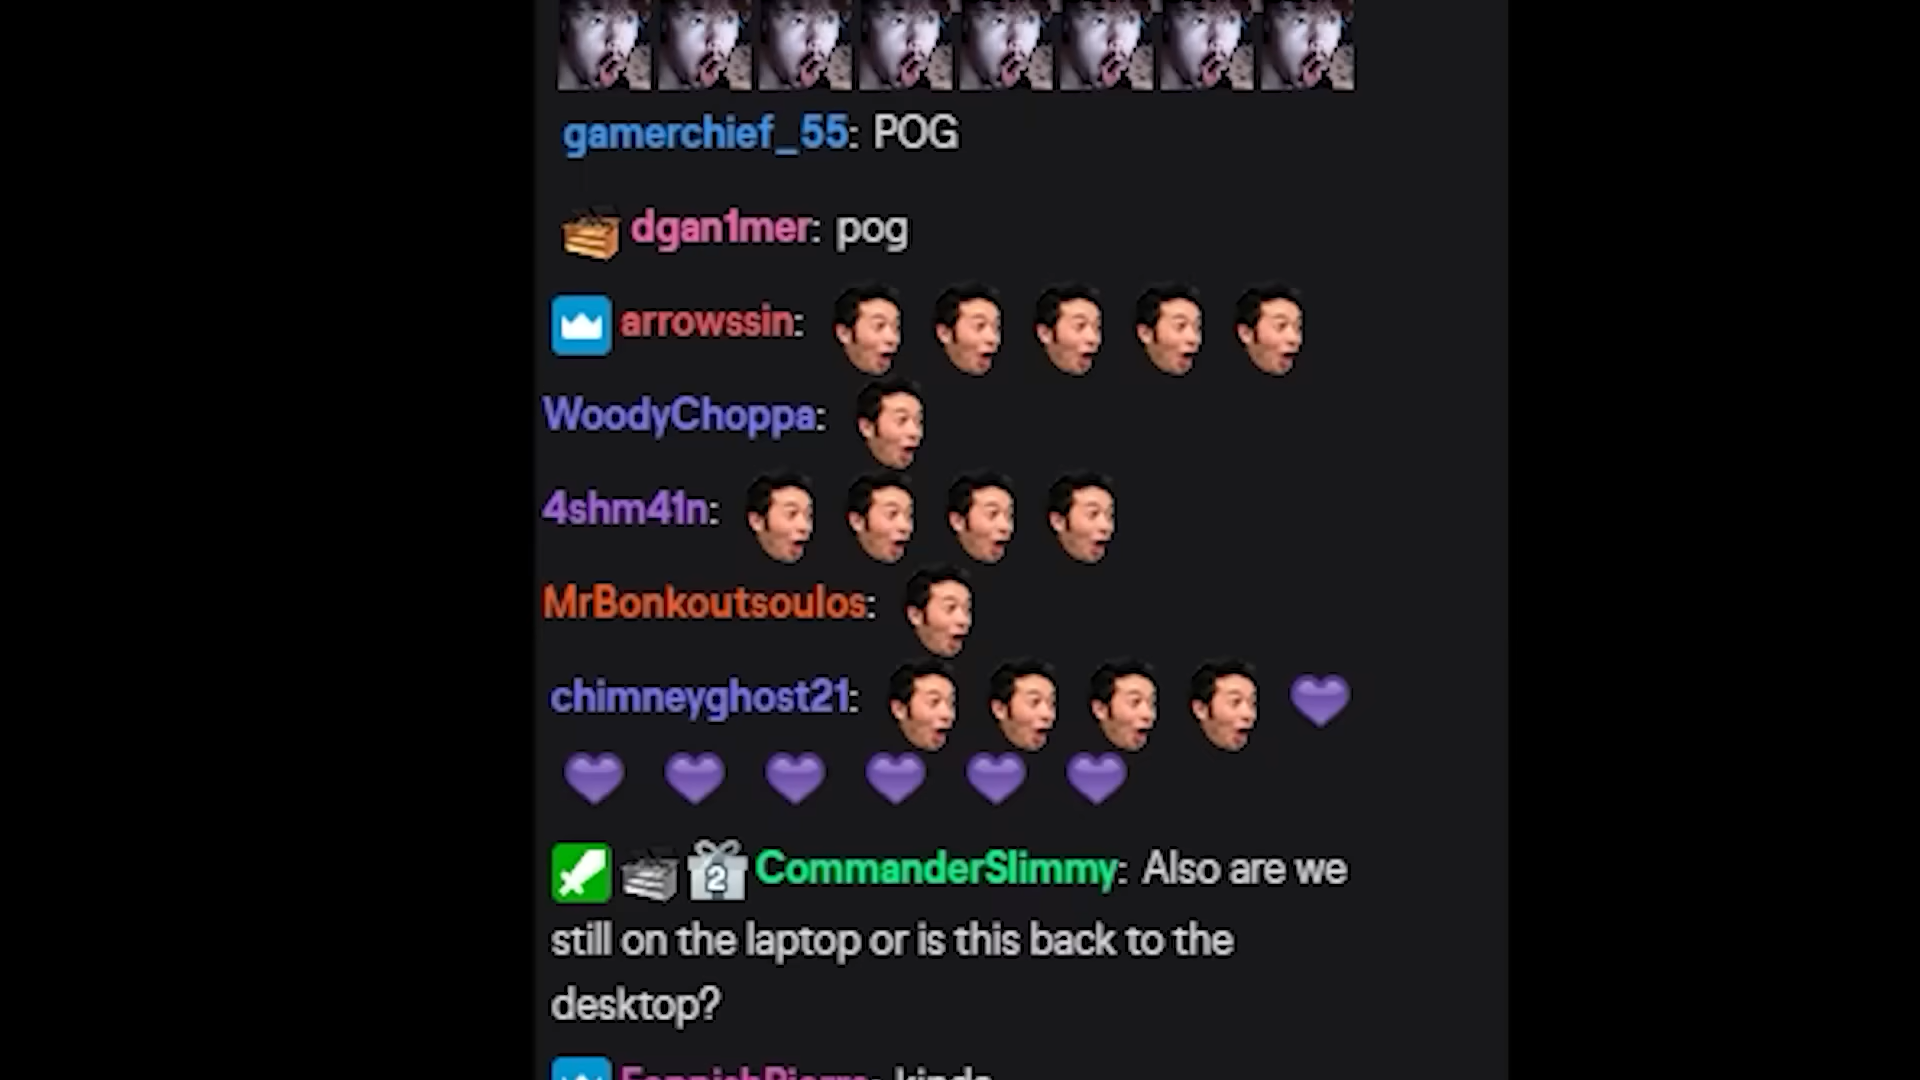 gamerchief_55: POG
dgan1mer: pog
arrowssin:
WoodyChoppa:
4shm41n:
MrBonkoutsoulos:
chimneyghost21:
2 CommanderSlimmy: Also are we
still on the laptop or is this back to the
desktop?